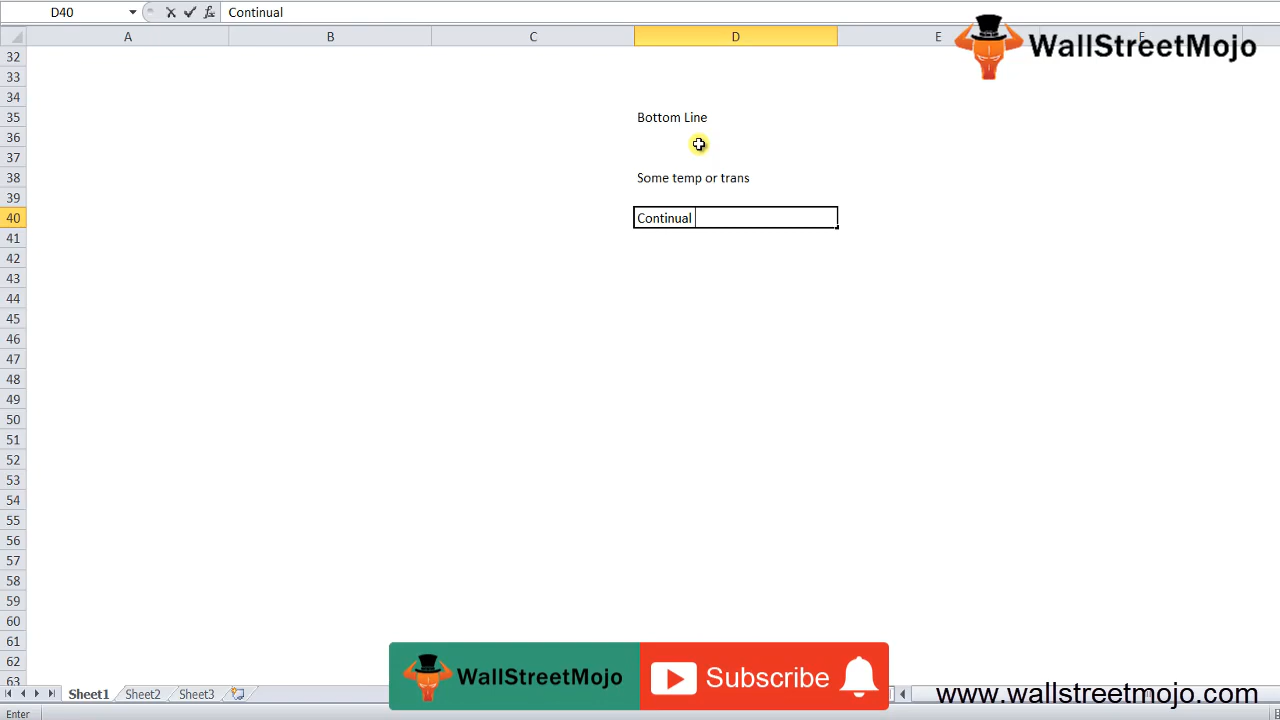 D40
fx
Continual
A B C D E F
WallStreetMojo
32
33
34
35 Bottom Line
36
37
38 Some temp or trans
39
40 Continual
41
42
43
44
45
46
47
48
49
50
51
52
53
54
55
56
57
58
59
60
61
62
63
WallStreetMojo
Subscribe
Sheet1 Sheet2 Sheet3
www.wallstreetmojo.com
Enter